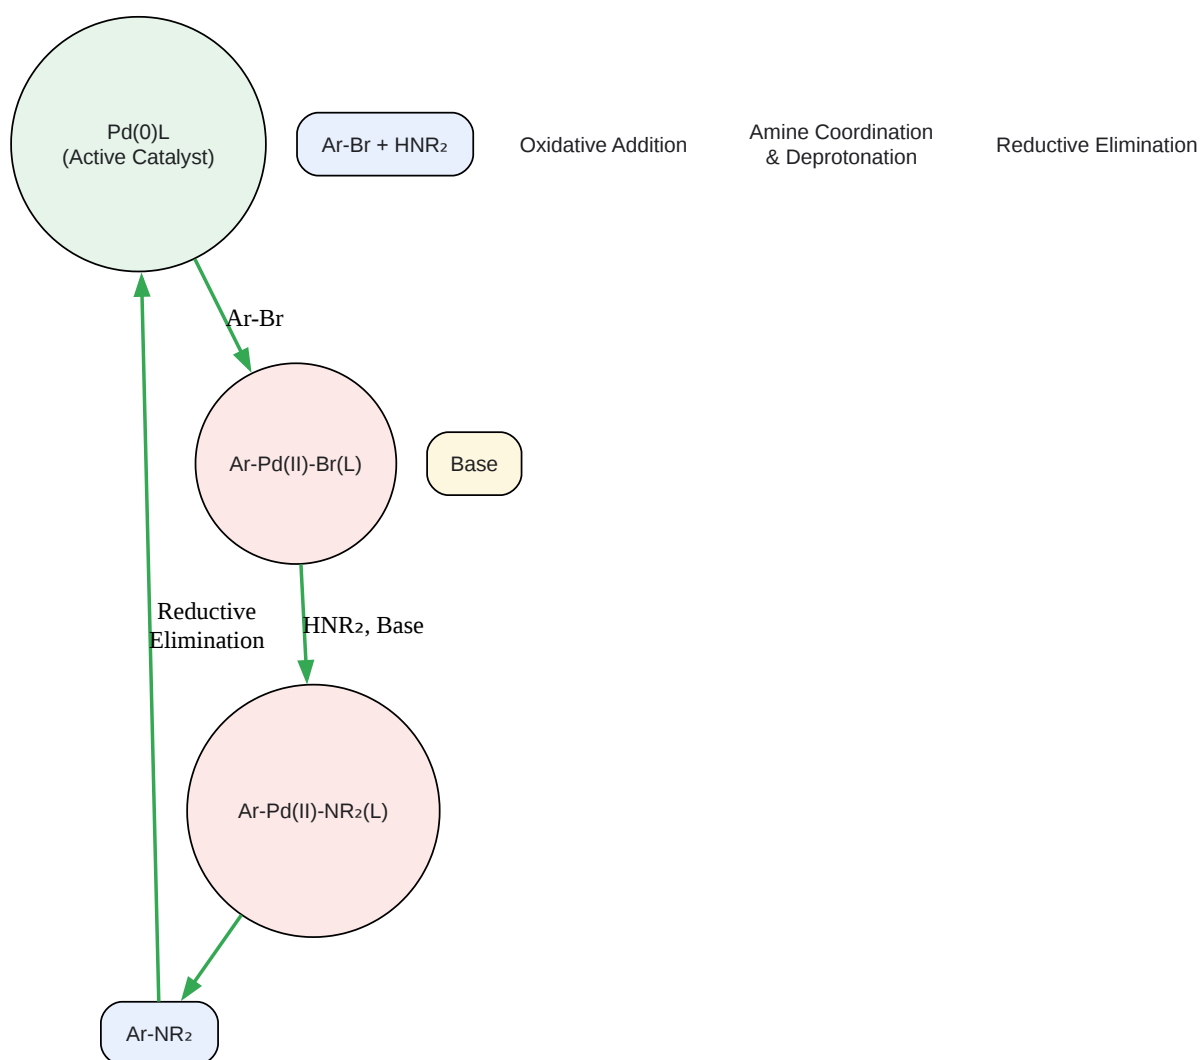 Pd(0)L
(Active Catalyst)
Ar-Br + HNR₂
Oxidative Addition
Amine Coordination
& Deprotonation
Reductive Elimination
Ar-Br
Ar-Pd(II)-Br(L)
Base
Reductive
Elimination
HNR₂, Base
Ar-Pd(II)-NR₂(L)
Ar-NR₂